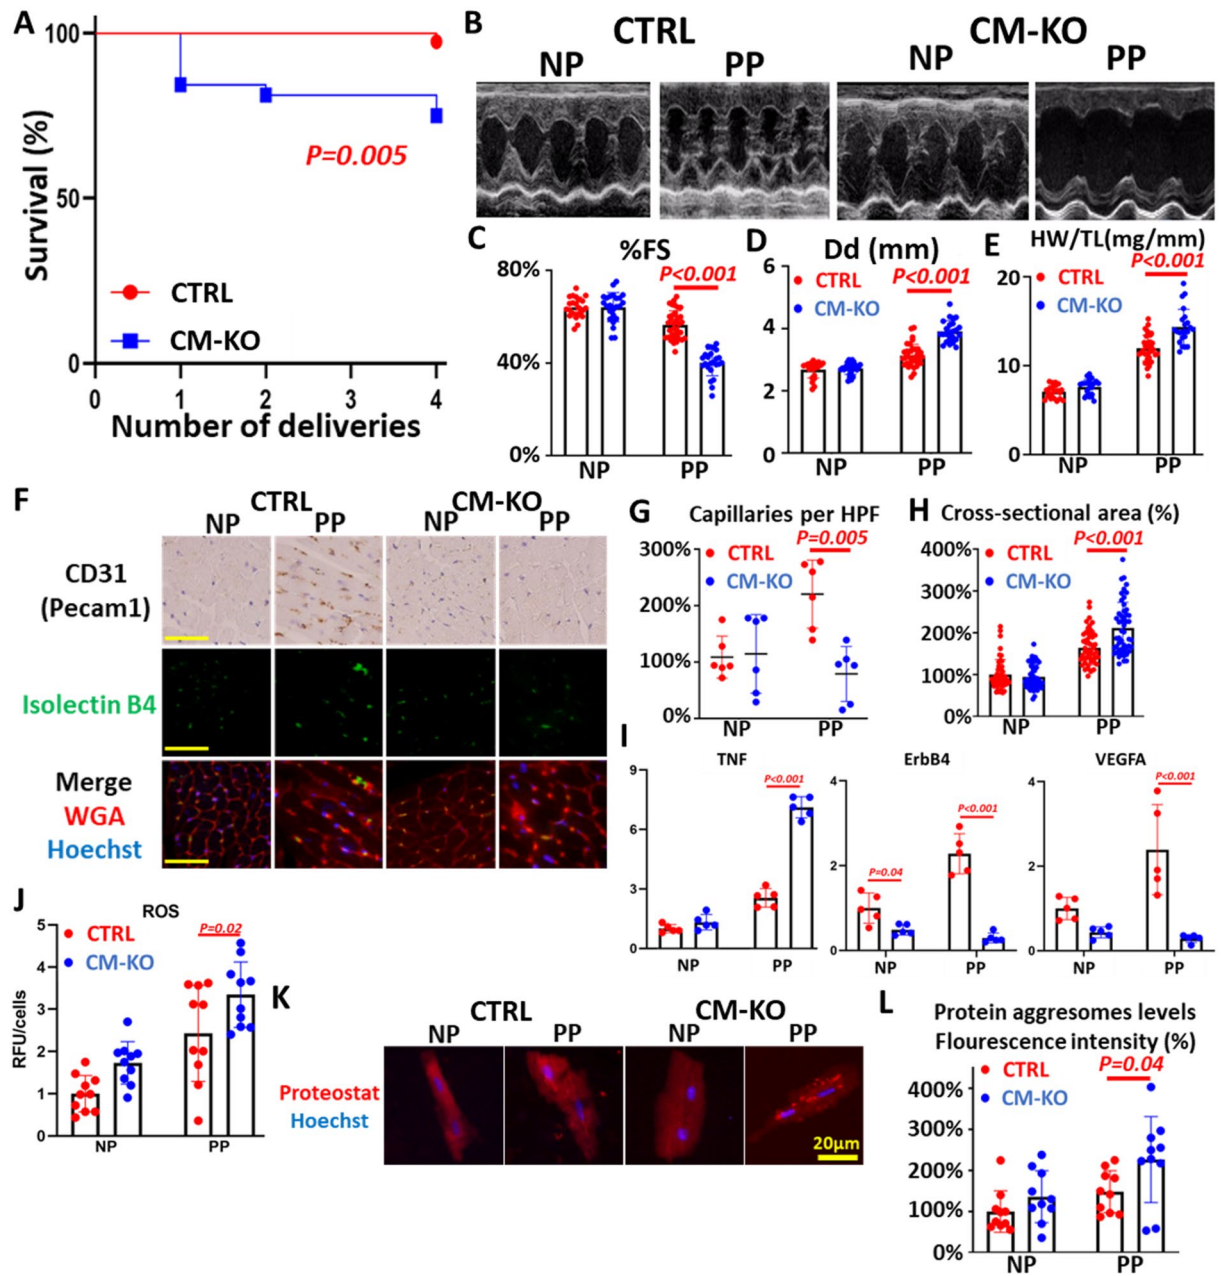 A
100
50
0
Survival (%)
P=0.005
CTRL
CM-KO
0 1 2 3 4
Number of deliveries
B
CTRL CM-KO
NP PP NP PP
C
%FS
P<0.001
80%
40%
0%
NP PP
D
Dd (mm)
P<0.001
CTRL
CM-KO
6
4
2
0
NP PP
E
HW/TL(mg/mm)
P<0.001
CTRL
CM-KO
20
10
0
NP PP
F
CTRL CM-KO
NP PP NP PP
CD31
(Pecam1)
Isolectin B4
Merge
WGA
Hoechst
G
Capillaries per HPF
P=0.005
CTRL
CM-KO
300%
200%
100%
0%
NP PP
H
Cross-sectional area (%)
P<0.001
CTRL
CM-KO
400%
300%
200%
100%
0%
NP PP
I
TNF
P<0.001
9
6
3
0
NP PP
ErbB4
P<0.001
P=0.04
4
2
0
NP PP
VEGFA
P<0.001
4
2
0
NP PP
J
ROS
P=0.02
CTRL
CM-KO
RFU/cells
5
4
3
2
1
0
NP PP
K
CTRL CM-KO
NP PP NP PP
Proteostat
Hoechst
20μm
L
Protein aggresomes levels
Flourescence intensity (%)
P=0.04
CTRL
CM-KO
400%
300%
200%
100%
0%
NP PP